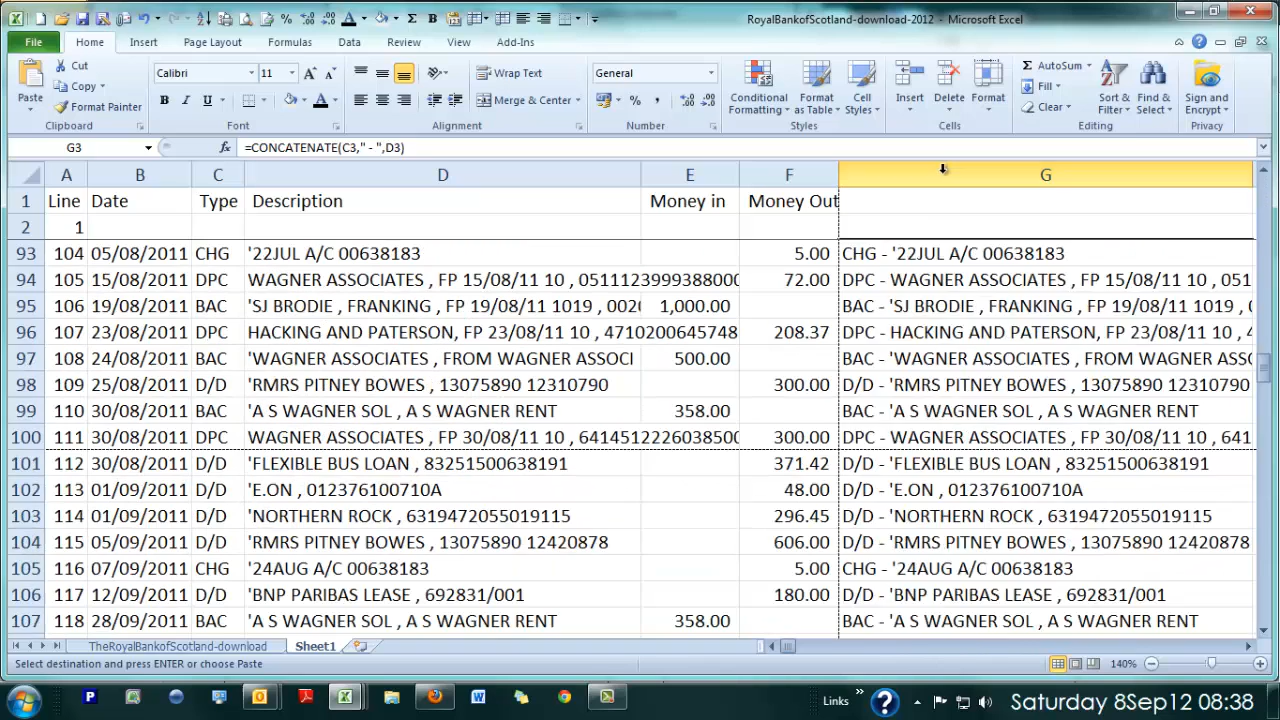 RoyalBankofScotland-download-2012 - Microsoft Excel
File Home Insert Page Layout Formulas Data Review View Add-Ins
Paste Cut Copy Format Painter Clipboard
Calibri 11 B I U Font
Wrap Text Merge & Center Alignment
General % , Number
Conditional Formatting Format as Table Cell Styles Styles
Insert Delete Format Cells
AutoSum Fill Clear Sort & Filter Find & Select Editing
Sign and Encrypt Privacy
G3 fx =CONCATENATE(C3," - ",D3)
A B C D E F G
1 Line Date Type Description Money in Money Out
2 1
93 104 05/08/2011 CHG '22JUL A/C 00638183 5.00 CHG - '22JUL A/C 00638183
94 105 15/08/2011 DPC WAGNER ASSOCIATES , FP 15/08/11 10 , 0511123999388000 72.00 DPC - WAGNER ASSOCIATES , FP 15/08/11 10 , 051
95 106 19/08/2011 BAC 'SJ BRODIE , FRANKING , FP 19/08/11 1019 , 002 1,000.00 BAC - 'SJ BRODIE , FRANKING , FP 19/08/11 1019 ,
96 107 23/08/2011 DPC HACKING AND PATERSON, FP 23/08/11 10 , 4710200645748 208.37 DPC - HACKING AND PATERSON, FP 23/08/11 10 , 4
97 108 24/08/2011 BAC 'WAGNER ASSOCIATES , FROM WAGNER ASSOCI 500.00 BAC - 'WAGNER ASSOCIATES , FROM WAGNER ASSO
98 109 25/08/2011 D/D 'RMRS PITNEY BOWES , 13075890 12310790 300.00 D/D - 'RMRS PITNEY BOWES , 13075890 12310790
99 110 30/08/2011 BAC 'A S WAGNER SOL , A S WAGNER RENT 358.00 BAC - 'A S WAGNER SOL , A S WAGNER RENT
100 111 30/08/2011 DPC WAGNER ASSOCIATES , FP 30/08/11 10 , 6414512226038500 300.00 DPC - WAGNER ASSOCIATES , FP 30/08/11 10 , 641
101 112 30/08/2011 D/D 'FLEXIBLE BUS LOAN , 83251500638191 371.42 D/D - 'FLEXIBLE BUS LOAN , 83251500638191
102 113 01/09/2011 D/D 'E.ON , 012376100710A 48.00 D/D - 'E.ON , 012376100710A
103 114 01/09/2011 D/D 'NORTHERN ROCK , 6319472055019115 296.45 D/D - 'NORTHERN ROCK , 6319472055019115
104 115 05/09/2011 D/D 'RMRS PITNEY BOWES , 13075890 12420878 606.00 D/D - 'RMRS PITNEY BOWES , 13075890 12420878
105 116 07/09/2011 CHG '24AUG A/C 00638183 5.00 CHG - '24AUG A/C 00638183
106 117 12/09/2011 D/D 'BNP PARIBAS LEASE , 692831/001 180.00 D/D - 'BNP PARIBAS LEASE , 692831/001
107 118 28/09/2011 BAC 'A S WAGNER SOL , A S WAGNER RENT 358.00 BAC - 'A S WAGNER SOL , A S WAGNER RENT
TheRoyalBankofScotland-download Sheet1
Select destination and press ENTER or choose Paste 140%
Links » Saturday 8Sep12 08:38